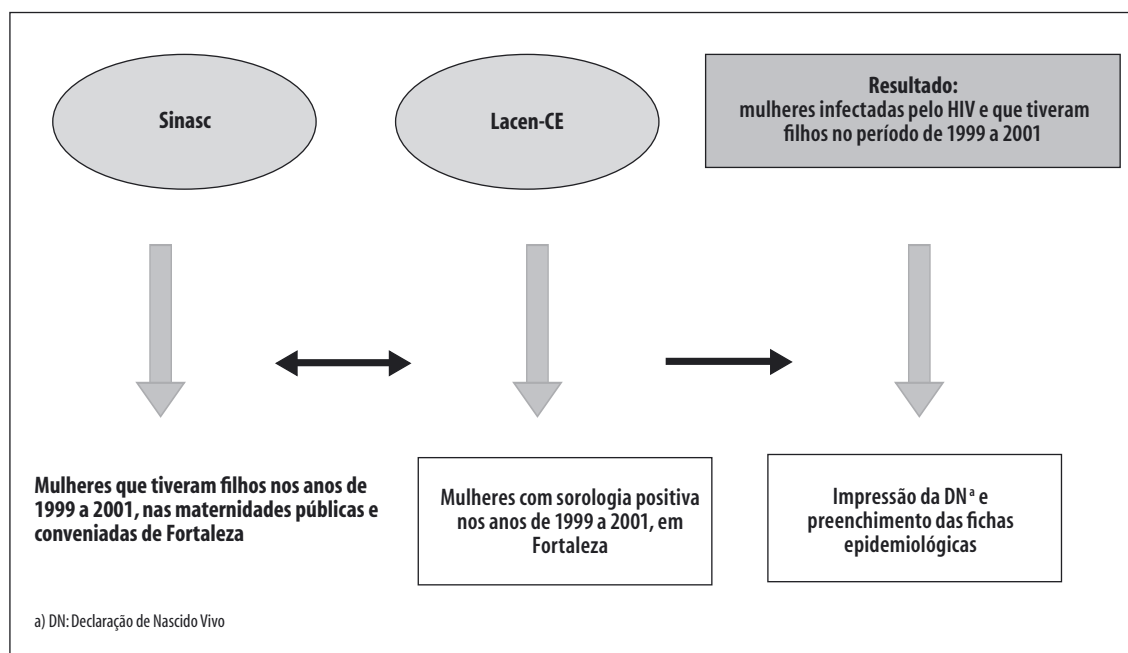 Sinasc
Lacen-CE
Resultado:
mulheres infectadas pelo HIV e que tiveram
filhos no período de 1999 a 2001
Mulheres que tiveram filhos nos anos de
1999 a 2001, nas maternidades públicas e
conveniadas de Fortaleza
Mulheres com sorologia positiva
nos anos de 1999 a 2001, em
Fortaleza
Impressão da DNª e
preenchimento das fichas
epidemiológicas
a) DN: Declaração de Nascido Vivo